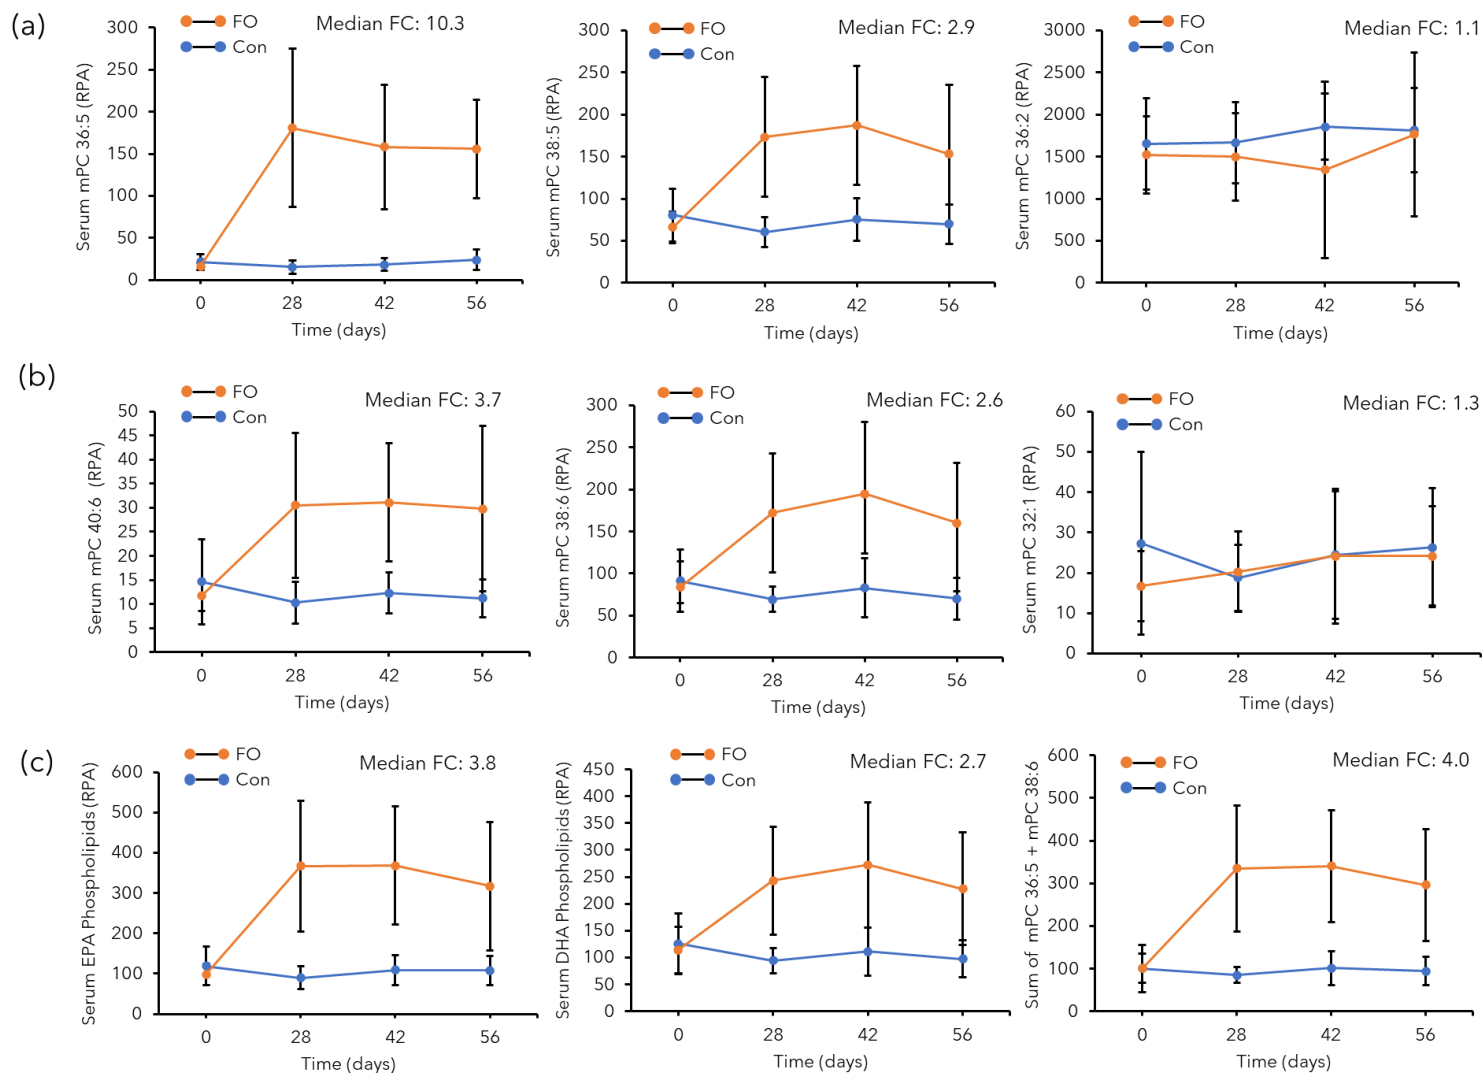 (a)
Median FC: 10.3
FO
Con
Serum mPC 36:5 (RPA)
300
250
200
150
100
50
0
0 28 42 56
Time (days)
Median FC: 2.9
FO
Con
Serum mPC 38:5 (RPA)
300
250
200
150
100
50
0
0 28 42 56
Time (days)
Median FC: 1.1
FO
Con
Serum mPC 36:2 (RPA)
3000
2500
2000
1500
1000
500
0
0 28 42 56
Time (days)
(b)
Median FC: 3.7
FO
Con
Serum mPC 40:6 (RPA)
50
45
40
35
30
25
20
15
10
5
0
0 28 42 56
Time (days)
Median FC: 2.6
FO
Con
Serum mPC 38:6 (RPA)
300
250
200
150
100
50
0
0 28 42 56
Time (days)
Median FC: 1.3
FO
Con
Serum mPC 32:1 (RPA)
60
50
40
30
20
10
0
0 28 42 56
Time (days)
(c)
Median FC: 3.8
FO
Con
Serum EPA Phospholipids (RPA)
600
500
400
300
200
100
0
0 28 42 56
Time (days)
Median FC: 2.7
FO
Con
Serum DHA Phospholipids (RPA)
450
400
350
300
250
200
150
100
50
0
0 28 42 56
Time (days)
Median FC: 4.0
FO
Con
Sum of mPC 36:5 + mPC 38:6
600
500
400
300
200
100
0
0 28 42 56
Time (days)